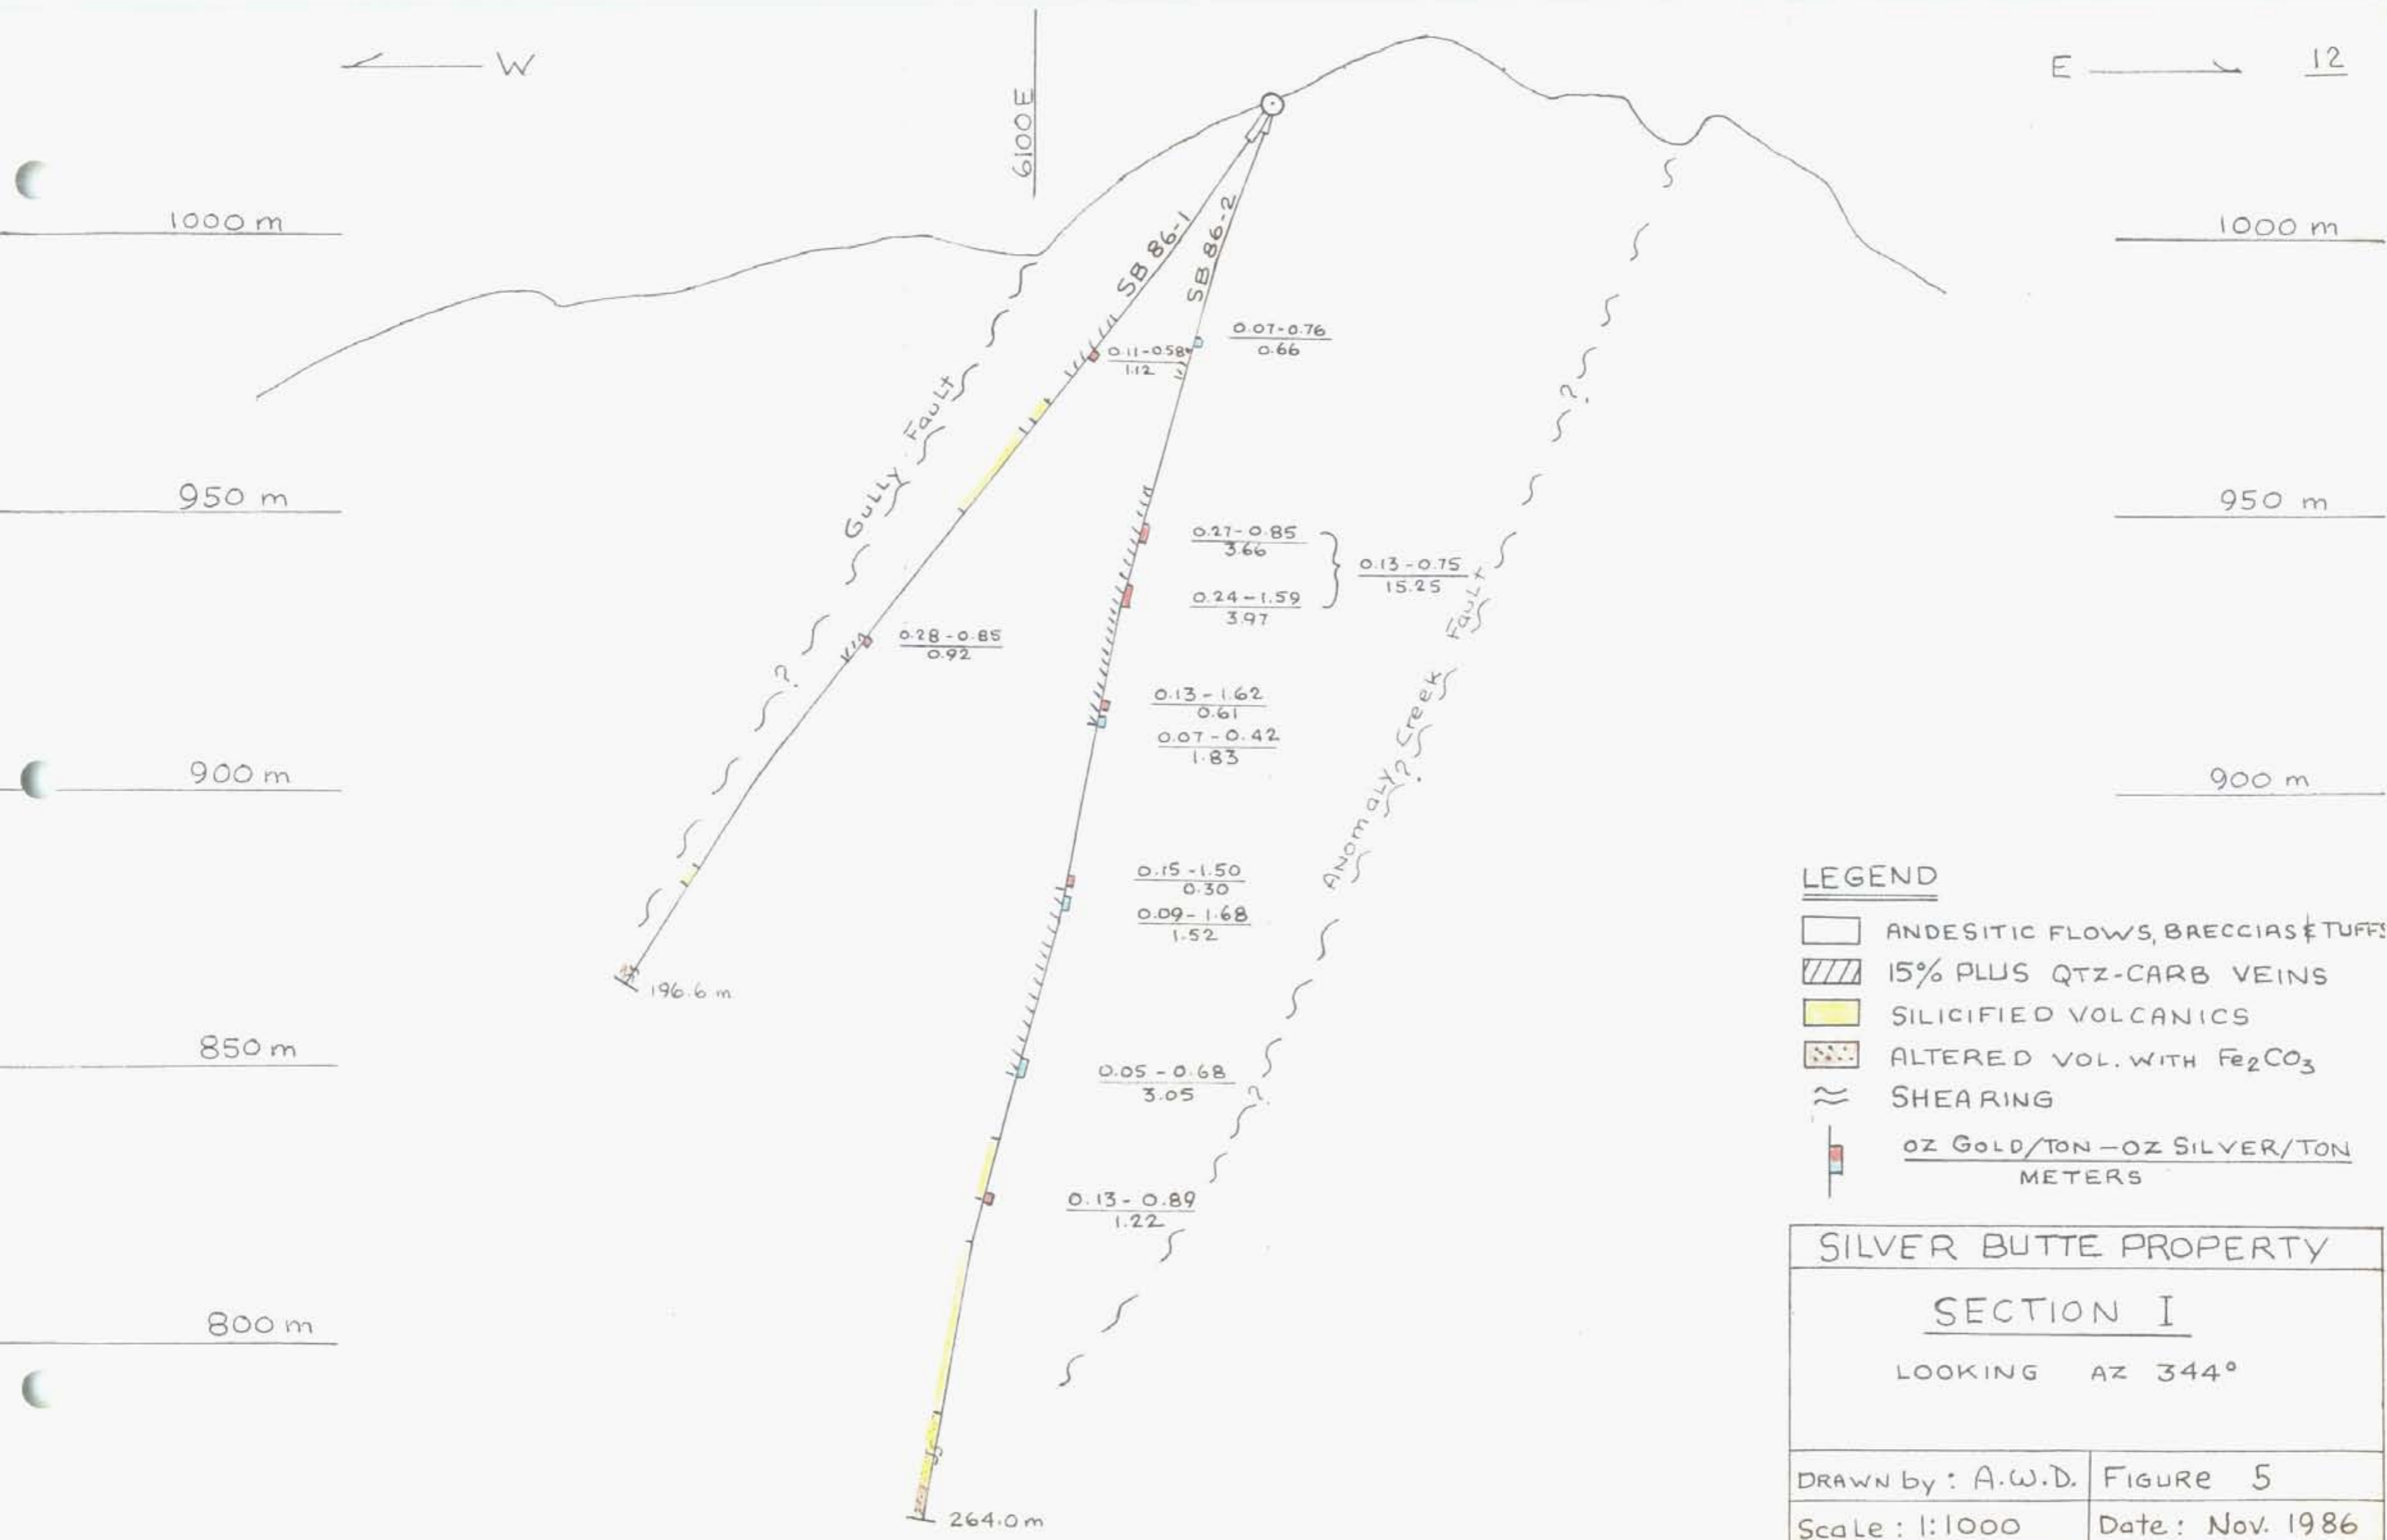 W
E
12
6100 E
1000 m
1000 m
SB 86-1
SB 86-2
0.07-0.76
0.66
0.11-0.58
1.12
Gully Fault
?
950 m
950 m
0.27-0.85
3.66
0.24-1.59
3.97
0.13-0.75
15.25
0.28-0.85
0.92
?
0.13-1.62
0.61
0.07-0.42
1.83
Anomaly Creek Fault
?
900 m
900 m
0.15-1.50
0.30
0.09-1.68
1.52
196.6 m
850 m
0.05-0.68
3.05
?
0.13-0.89
1.22
800 m
264.0 m
LEGEND
ANDESITIC FLOWS, BRECCIAS & TUFFS
15% PLUS QTZ-CARB VEINS
SILICIFIED VOLCANICS
ALTERED VOL. WITH Fe2CO3
SHEARING
OZ GOLD/TON-OZ SILVER/TON
METERS
SILVER BUTTE PROPERTY
SECTION I
LOOKING AZ 344°
DRAWN by: A.W.D.
FIGURE 5
Scale: 1:1000
Date: Nov. 1986